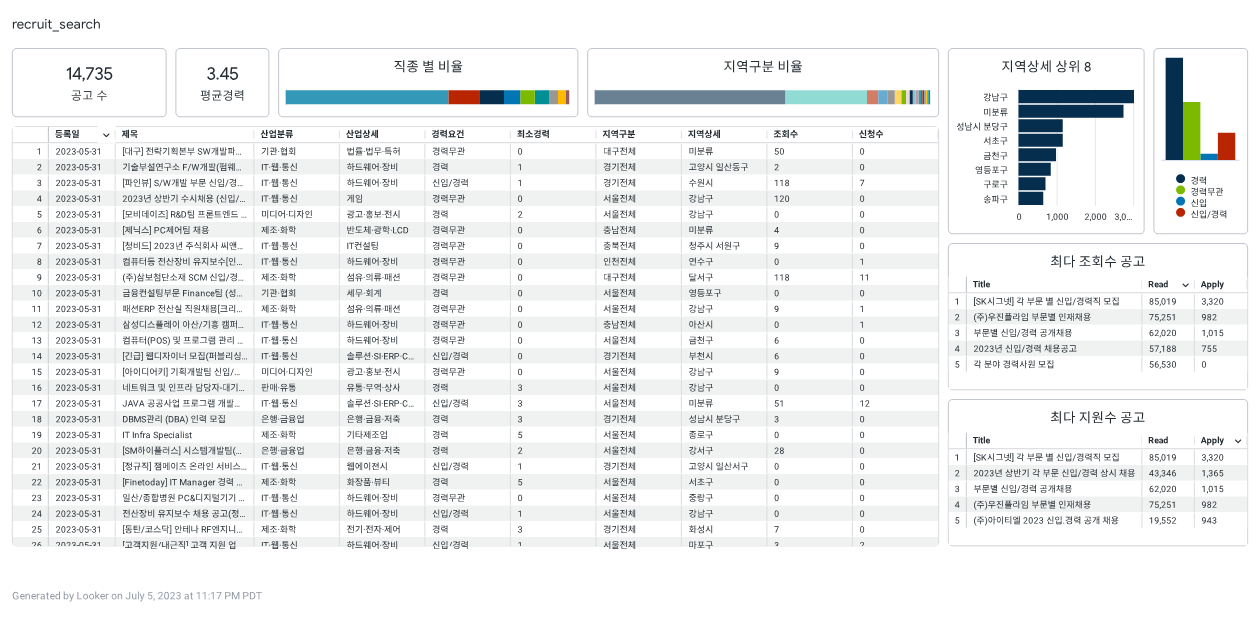 recruit_search
14,735
공고 수
3.45
평균경력
직종 별 비율
지역구분 비율
등록일 제목 산업분류 산업상세 경력요건 최소경력 지역구분 지역상세 조회수 신청수
1 2023-05-31 [대구] 전략기획본부 SW개발파... 기관·협회 법률·법무·특허 경력무관 0 대구전체 미분류 50 0
2 2023-05-31 기술부설연구소 F/W개발(펌웨... IT·웹·통신 하드웨어·장비 경력 1 경기전체 고양시 일산동구 2 0
3 2023-05-31 [파인뷰] S/W개발 부문 신입/경... IT·웹·통신 하드웨어·장비 신입/경력 1 경기전체 수원시 118 7
4 2023-05-31 2023년 상반기 수시채용 (신입/... IT·웹·통신 게임 경력무관 0 서울전체 강남구 120 0
5 2023-05-31 [모비데이즈] R&D팀 프론트엔드 ... 미디어·디자인 광고·홍보·전시 경력 2 서울전체 강남구 0 0
6 2023-05-31 [제닉스] PC제어팀 채용 제조·화학 반도체·광학·LCD 경력무관 0 충남전체 미분류 4 0
7 2023-05-31 [청비드] 2023년 주식회사 씨앤... IT·웹·통신 IT컨설팅 경력무관 0 충북전체 청주시 서원구 9 0
8 2023-05-31 컴퓨터등 전산장비 유지보수[인... IT·웹·통신 하드웨어·장비 경력무관 0 인천전체 연수구 0 1
9 2023-05-31 (주)삼보첨단소재 SCM 신입/경... 제조·화학 섬유·의류·패션 경력무관 0 대구전체 달서구 118 11
10 2023-05-31 금융컨설팅부문 Finance팀 (성... 기관·협회 세무·회계 경력 0 서울전체 영등포구 0 0
11 2023-05-31 패션ERP 전산실 직원채용[크리... 제조·화학 섬유·의류·패션 경력무관 0 서울전체 강남구 9 1
12 2023-05-31 삼성디스플레이 아산/기흥 캠퍼... IT·웹·통신 하드웨어·장비 경력무관 0 충남전체 아산시 0 1
13 2023-05-31 컴퓨터(POS) 및 프로그램 관리 ... IT·웹·통신 하드웨어·장비 경력무관 0 서울전체 금천구 6 0
14 2023-05-31 [긴급] 웹디자이너 모집(퍼블리싱... IT·웹·통신 솔루션·SI·ERP·C... 신입/경력 0 경기전체 부천시 6 0
15 2023-05-31 [아이디어키] 기획개발팀 신입/... 미디어·디자인 광고·홍보·전시 경력무관 0 서울전체 강남구 9 0
16 2023-05-31 네트워크 및 인프라 담당자-대기... 판매·유통 유통·무역·상사 경력 3 서울전체 강남구 0 0
17 2023-05-31 JAVA 공공사업 프로그램 개발... IT·웹·통신 솔루션·SI·ERP·C... 신입/경력 3 서울전체 미분류 51 12
18 2023-05-31 DBMS관리 (DBA) 인력 모집 은행·금융업 은행·금융·저축 경력 3 경기전체 성남시 분당구 3 0
19 2023-05-31 IT Infra Specialist 제조·화학 기타제조업 경력 5 서울전체 종로구 0 0
20 2023-05-31 [SM하이플러스] 시스템개발팀(... 은행·금융업 은행·금융·저축 경력 2 서울전체 강서구 28 0
21 2023-05-31 [정규직] 잼메이츠 온라인 서비스... IT·웹·통신 웹에이젼시 신입/경력 1 경기전체 고양시 일산서구 0 0
22 2023-05-31 [Finetoday] IT Manager 경력 ... 제조·화학 화장품·뷰티 경력 5 서울전체 서초구 0 0
23 2023-05-31 일산/종합병원 PC&디지털기기 ... IT·웹·통신 하드웨어·장비 경력무관 0 서울전체 중랑구 0 0
24 2023-05-31 전산장비 유지보수 채용 공고(정... IT·웹·통신 하드웨어·장비 신입/경력 1 서울전체 강남구 0 0
25 2023-05-31 [동탄/코스닥] 안테나 RF엔지니... 제조·화학 전기·전자·제어 경력 3 경기전체 화성시 7 0
26 2023-05-31 [고객지원/내근직] 고객 지원 업 IT·웹·통신 하드웨어·장비 신입/경력 1 서울전체 마포구 3 2
지역상세 상위 8
강남구
미분류
성남시 분당구
서초구
금천구
영등포구
구로구
송파구
0 1,000 2,000 3,0...
경력
경력무관
신입
신입/경력
최다 조회수 공고
Title Read Apply
1 [SK시그넷] 각 부문 별 신입/경력직 모집 85,019 3,320
2 (주)우진플라임 부문별 인재채용 75,251 982
3 부문별 신입/경력 공개채용 62,020 1,015
4 2023년 신입/경력 채용공고 57,188 755
5 각 분야 경력사원 모집 56,530 0
최다 지원수 공고
Title Read Apply
1 [SK시그넷] 각 부문 별 신입/경력직 모집 85,019 3,320
2 2023년 상반기 각 부문 신입/경력 상시 채용 43,346 1,365
3 부문별 신입/경력 공개채용 62,020 1,015
4 (주)우진플라임 부문별 인재채용 75,251 982
5 (주)아이티엘 2023 신입,경력 공개 채용 19,552 943
Generated by Looker on July 5, 2023 at 11:17 PM PDT